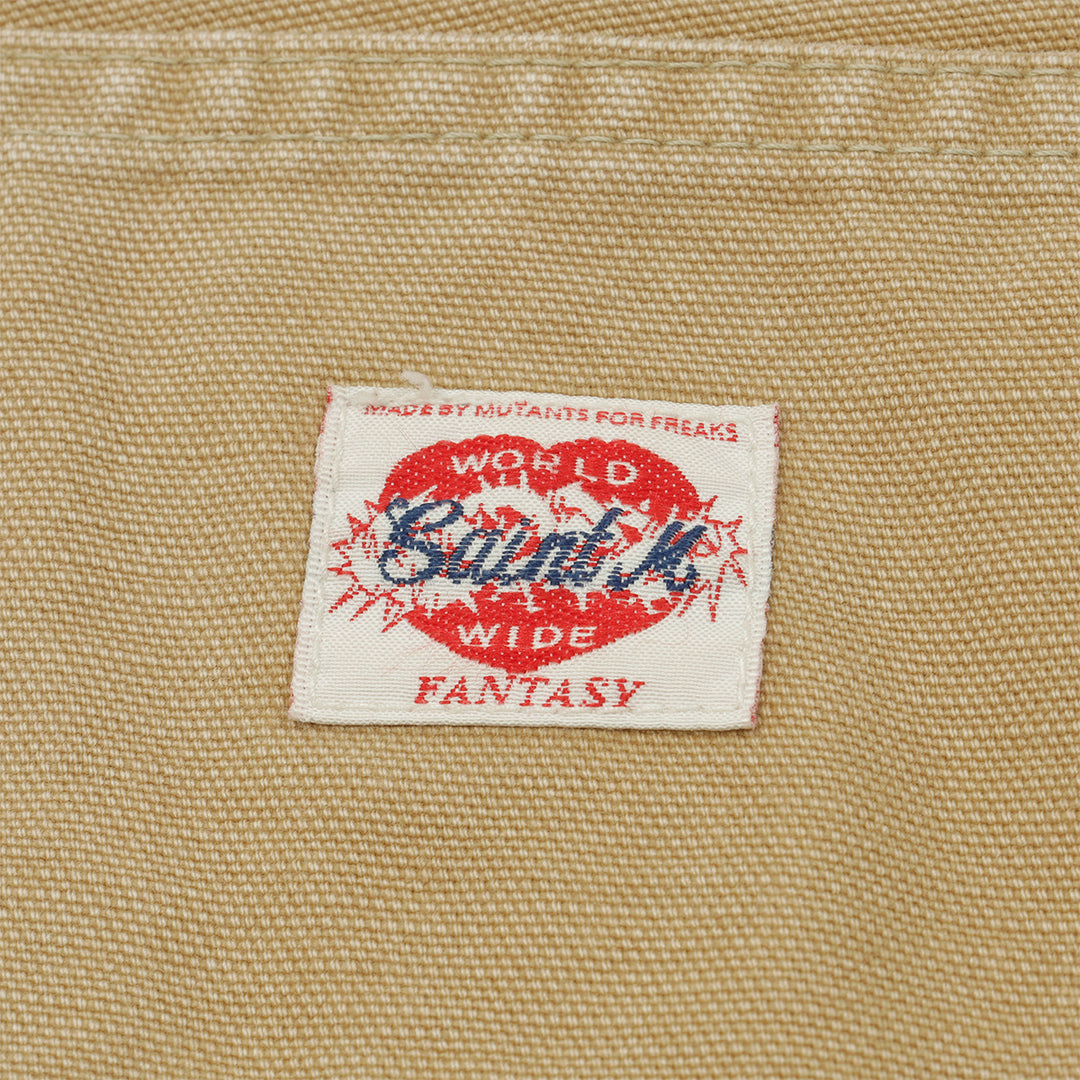 MADE BY MUTANTS FOR FREAKS
WORLD
Saint M
WIDE
FANTASY